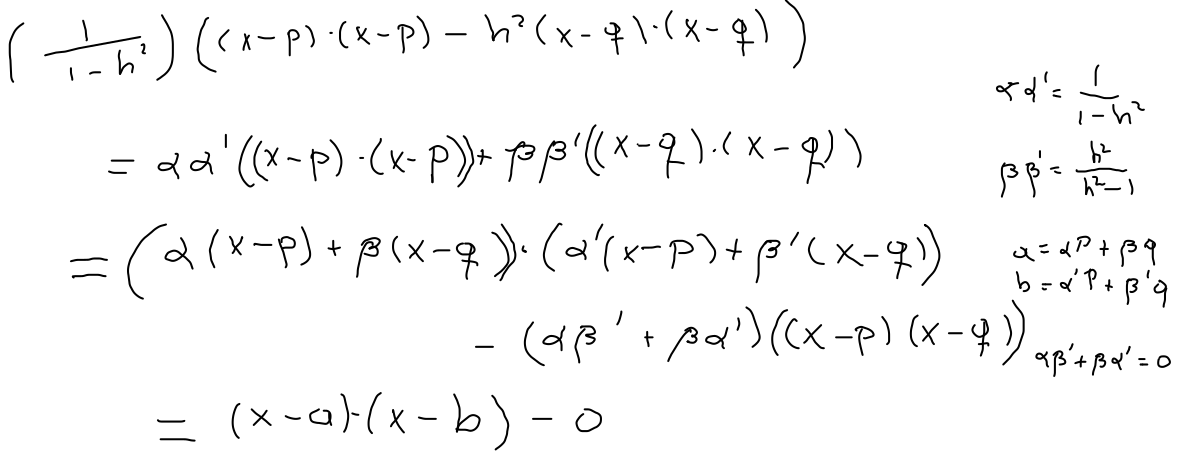 ( 1/(1-h²) ) ( (x-p)·(x-p) - h²(x-q)·(x-q) )
= αα'((x-p)·(x-p)) + ββ'((x-q)·(x-q))
= (α(x-p) + β(x-q))·(α'(x-p) + β'(x-q))
- (αβ' + βα')((x-p)(x-q))
= (x-a)·(x-b) - 0
αα' = 1/(1-h²)
ββ' = h²/(h²-1)
a = αp + βq
b = α'p + β'q
αβ' + βα' = 0